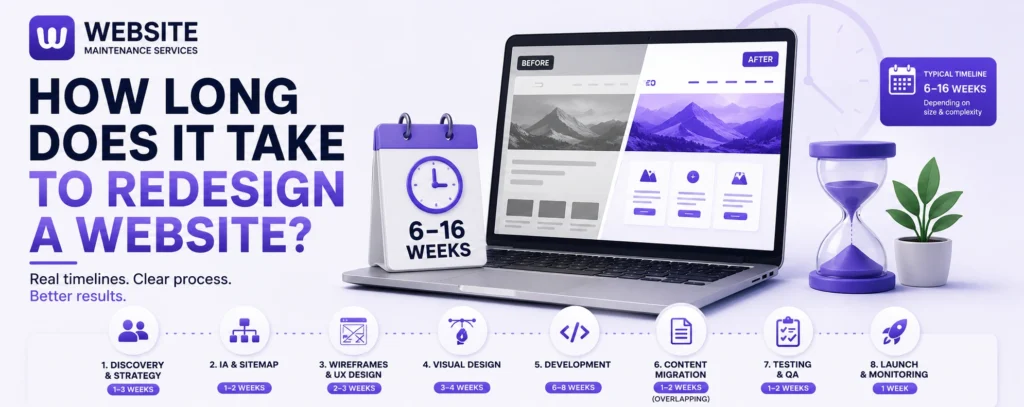 WEBSITE
MAINTENANCE SERVICES
HOW LONG
DOES IT TAKE
TO REDESIGN
A WEBSITE?
Real timelines. Clear process.
Better results.
6–16
WEEKS
BEFORE
AFTER
TYPICAL TIMELINE
6–16 WEEKS
Depending on
size & complexity
1. DISCOVERY
& STRATEGY
1–3 WEEKS
2. IA & SITEMAP
1–2 WEEKS
3. WIREFRAMES
& UX DESIGN
2–3 WEEKS
4. VISUAL DESIGN
3–4 WEEKS
5. DEVELOPMENT
6–8 WEEKS
6. CONTENT
MIGRATION
1–2 WEEKS
(OVERLAPPING)
7. TESTING
& QA
1–2 WEEKS
8. LAUNCH
& MONITORING
1 WEEK